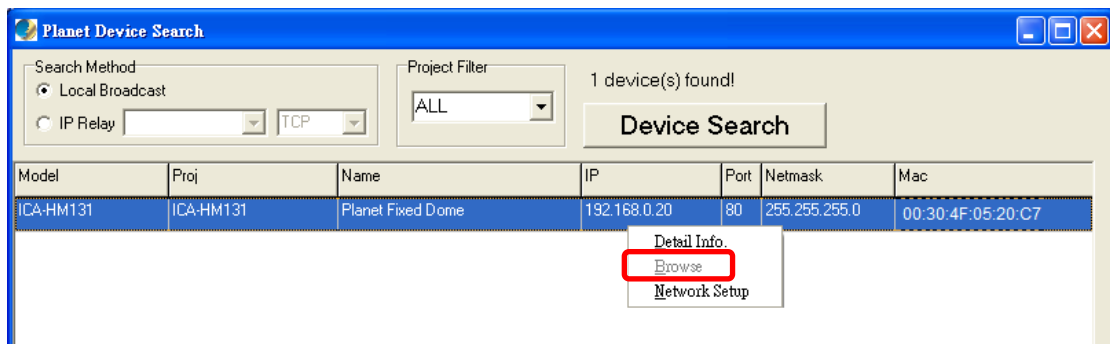 Planet Device Search
Search Method
Local Broadcast
IP Relay TCP
Project Filter
ALL
1 device(s) found!
Device Search
Model Proj Name IP Port Netmask Mac
ICA-HM131 ICA-HM131 Planet Fixed Dome 192.168.0.20 80 255.255.255.0 00:30:4F:05:20:C7
Detail Info.
Browse
Network Setup